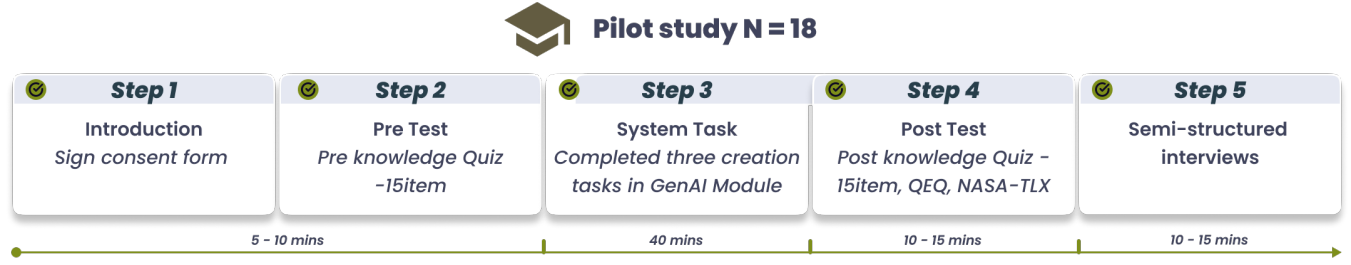 Pilot study N = 18
Step 1
Introduction
Sign consent form
Step 2
Pre Test
Pre knowledge Quiz
-15item
Step 3
System Task
Completed three creation
tasks in GenAI Module
Step 4
Post Test
Post knowledge Quiz -
15item, QEQ, NASA-TLX
Step 5
Semi-structured
interviews
5 - 10 mins
40 mins
10 - 15 mins
10 - 15 mins